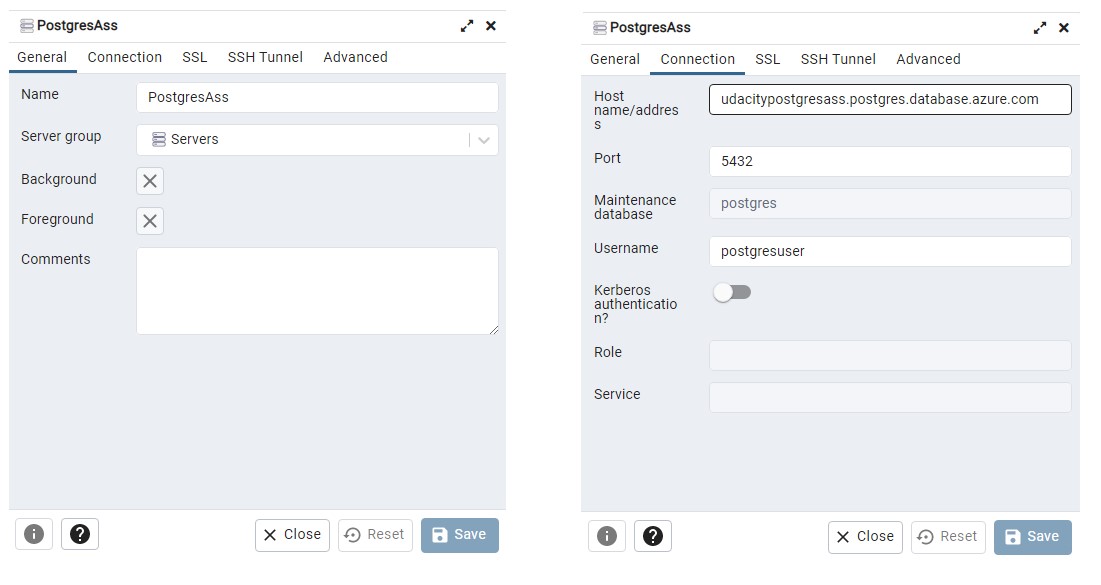 PostgresAss
General Connection SSL SSH Tunnel Advanced
Name PostgresAss
Server group Servers
Background
Foreground
Comments
Close Reset Save
PostgresAss
General Connection SSL SSH Tunnel Advanced
Host
name/addres
s
udacitypostgresass.postgres.database.azure.com
Port 5432
Maintenance
database
postgres
Username postgresuser
Kerberos
authenticatio
n?
Role
Service
Close Reset Save